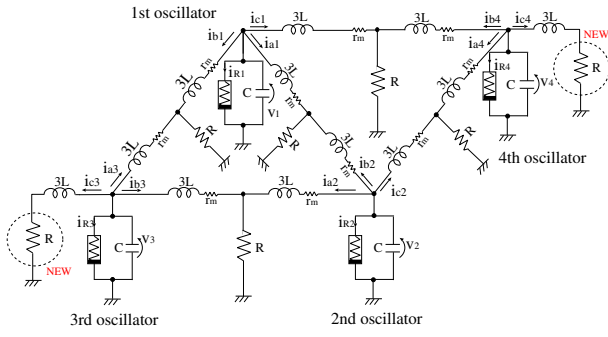 1st oscillator
ic1 3L rm 3L rm ib4 ic4 3L
ib1 ia1 ia4 NEW
rm 3L iR1 C v1 3L rm R 3L rm iR4 C v4 R
R R R
4th oscillator
3L rm 3L rm ib2
ia3 ic3 ib3 3L rm 3L rm ia2 ic2
3L
R NEW iR3 C v3 R iR2 C v2
3rd oscillator 2nd oscillator